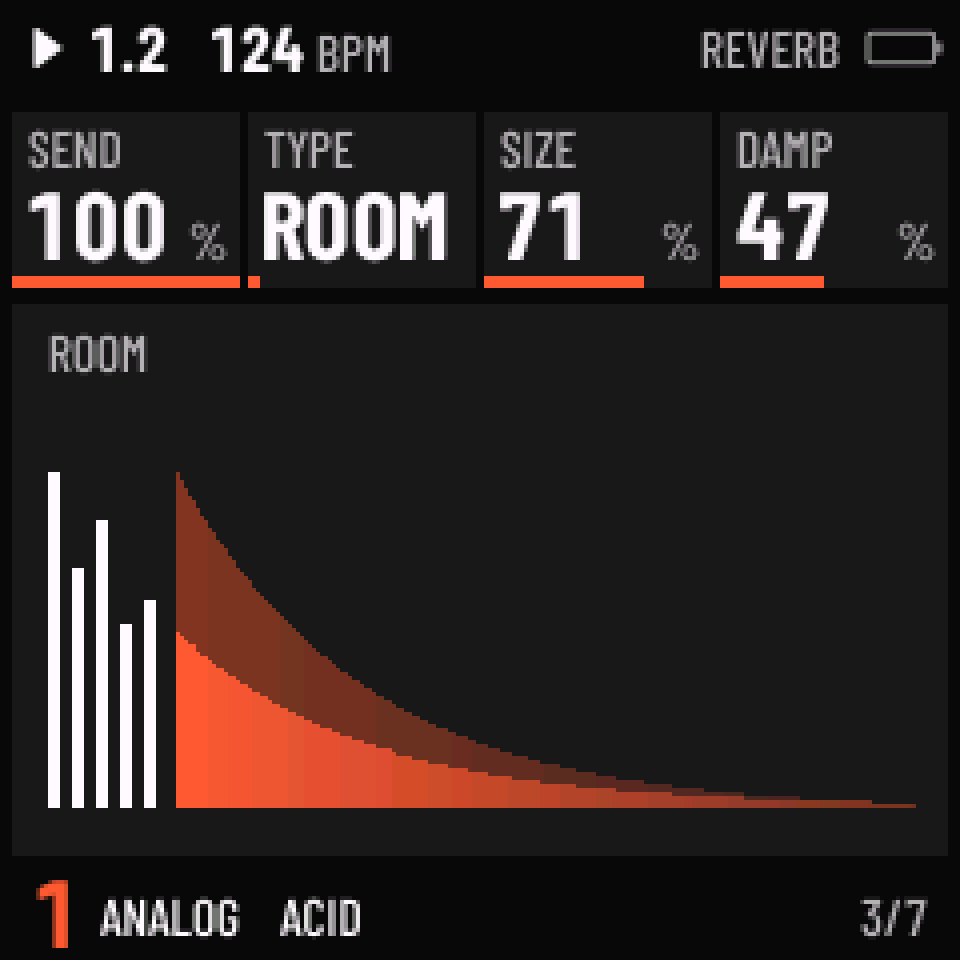 1.2 124 BPM REVERB
SEND TYPE SIZE DAMP
100 % ROOM 71 % 47 %
ROOM
1 ANALOG ACID 3/7